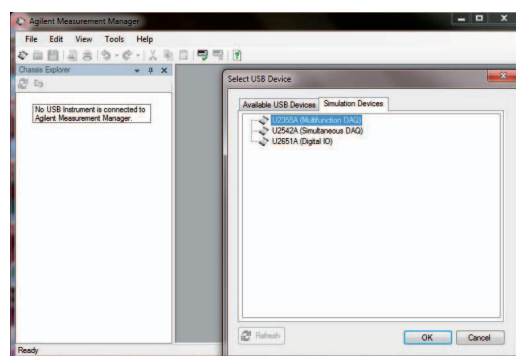 Agilent Measurement Manager
File Edit View Tools Help
Chassis Explorer
No USB Instrument is connected to
Agilent Measurement Manager.
Select USB Device
Available USB Devices Simulation Devices
U2355A (Multifunction DAQ)
U2542A (Simultaneous DAQ)
U2651A (Digital IO)
Refresh
OK Cancel
Ready